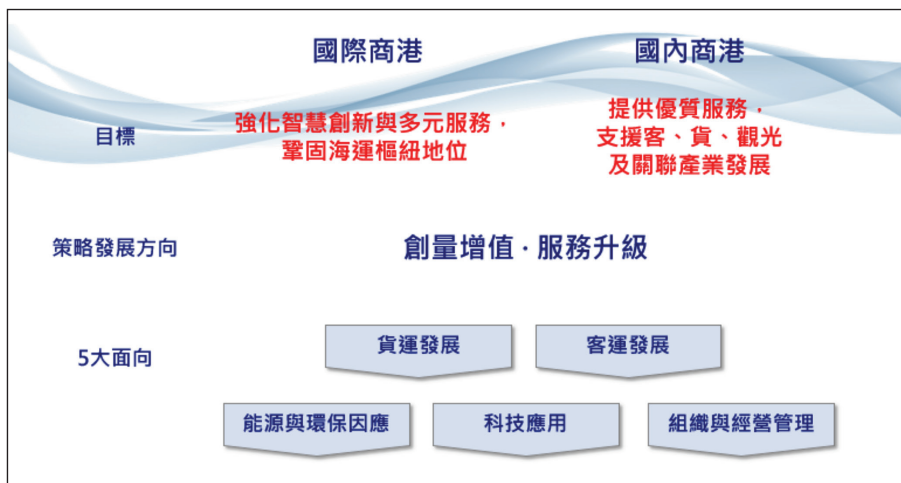 國際商港
國內商港
目標
強化智慧創新與多元服務，
鞏固海運樞紐地位
提供優質服務，
支援客、貨、觀光
及關聯產業發展
策略發展方向
創量增值．服務升級
5大面向
貨運發展
客運發展
能源與環保因應
科技應用
組織與經營管理